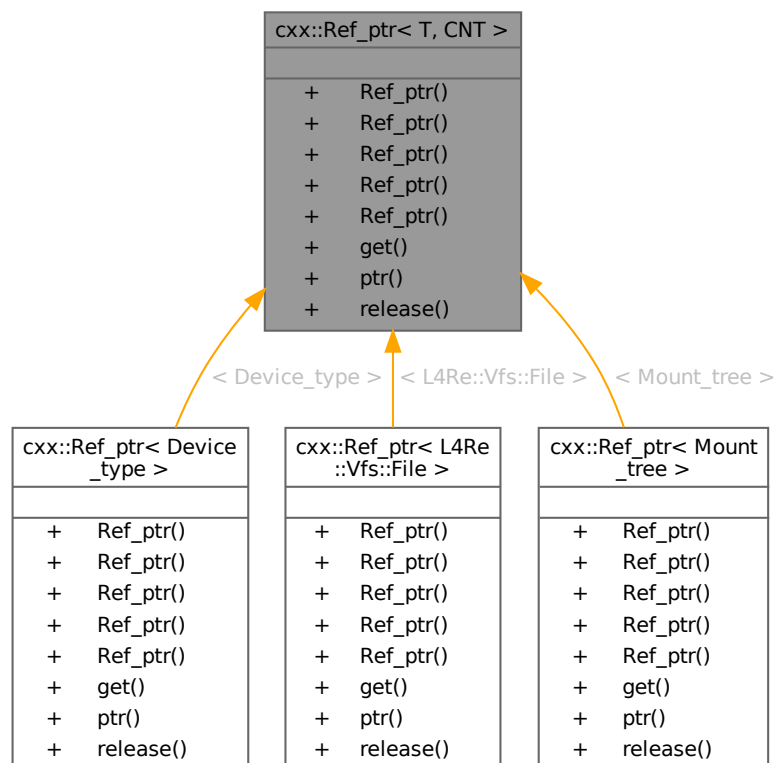 cxx::Ref_ptr< T, CNT >
+ Ref_ptr()
+ Ref_ptr()
+ Ref_ptr()
+ Ref_ptr()
+ Ref_ptr()
+ get()
+ ptr()
+ release()
< Device_type >
< L4Re::Vfs::File >
< Mount_tree >
cxx::Ref_ptr< Device
_type >
+ Ref_ptr()
+ Ref_ptr()
+ Ref_ptr()
+ Ref_ptr()
+ Ref_ptr()
+ get()
+ ptr()
+ release()
cxx::Ref_ptr< L4Re
::Vfs::File >
+ Ref_ptr()
+ Ref_ptr()
+ Ref_ptr()
+ Ref_ptr()
+ Ref_ptr()
+ get()
+ ptr()
+ release()
cxx::Ref_ptr< Mount
_tree >
+ Ref_ptr()
+ Ref_ptr()
+ Ref_ptr()
+ Ref_ptr()
+ Ref_ptr()
+ get()
+ ptr()
+ release()